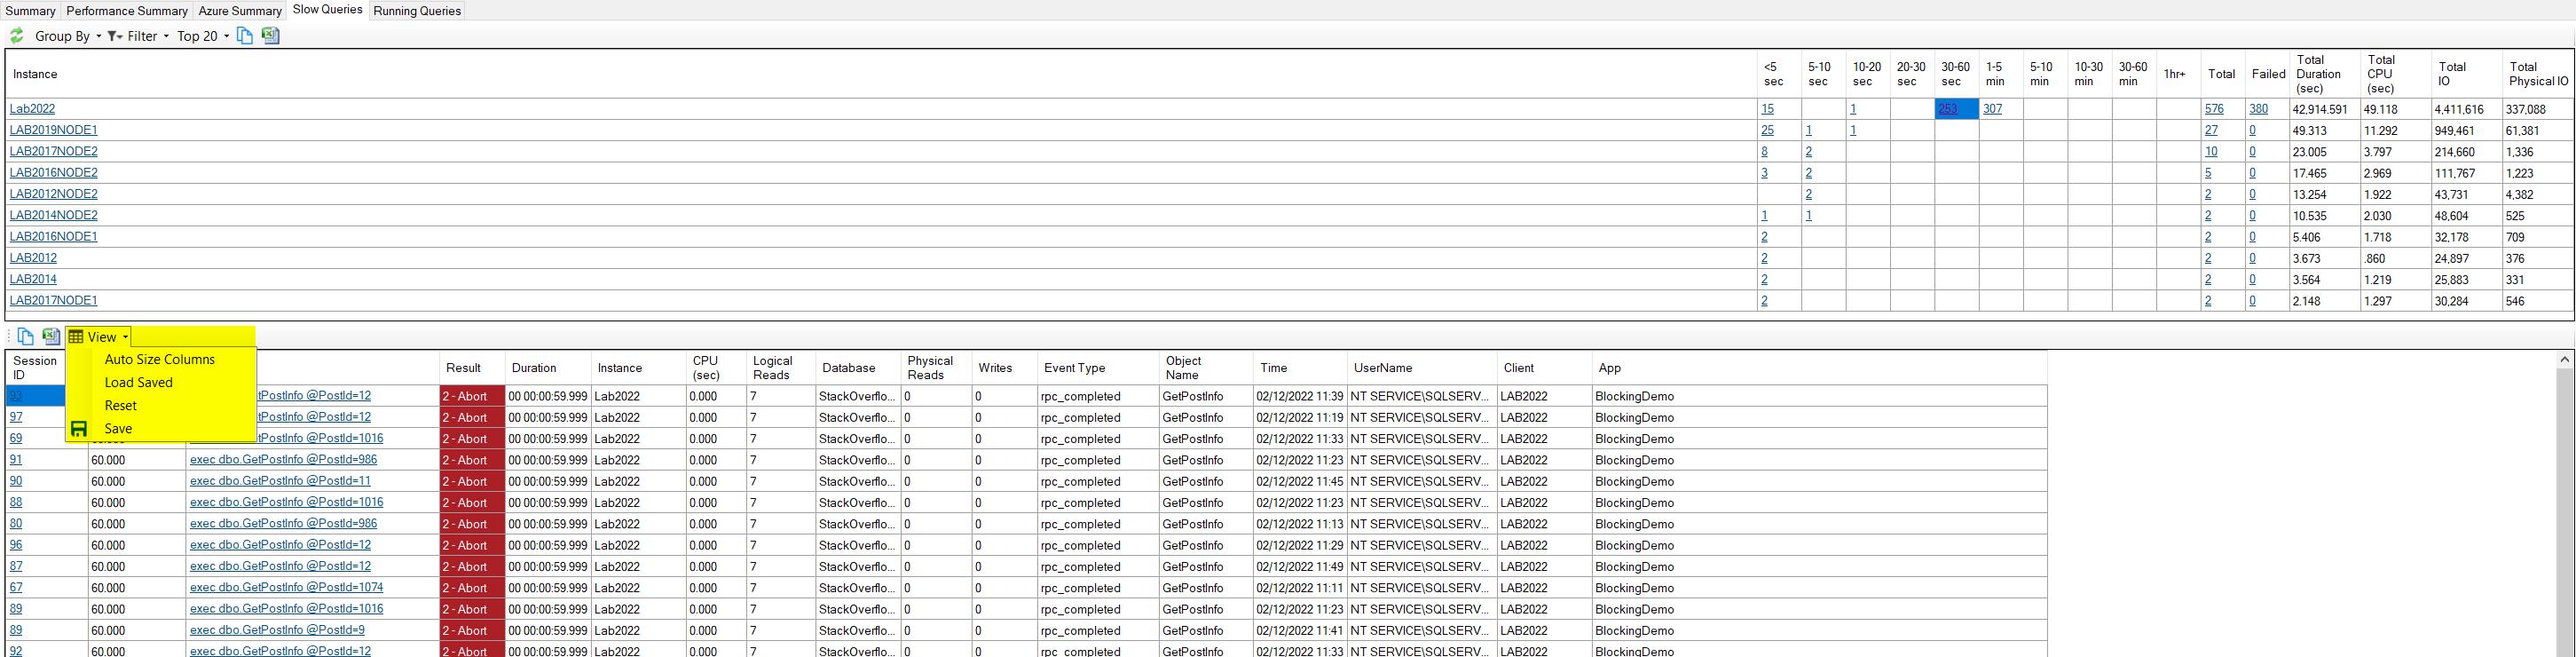 Summary Performance Summary Azure Summary Slow Queries Running Queries
Group By Filter Top 20
Instance <5 sec 5-10 sec 10-20 sec 20-30 sec 30-60 sec 1-5 min 5-10 min 10-30 min 30-60 min 1hr+ Total Failed Total Duration (sec) Total CPU (sec) Total IO Total Physical IO
Lab2022 15 1 253 307 576 380 42,914.591 49.118 4,411,616 337,088
LAB2019NODE1 25 1 1 27 0 49.313 11.292 949,461 61,381
LAB2017NODE2 8 2 10 0 23.005 3.797 214,660 1,336
LAB2016NODE2 3 2 5 0 17.465 2.969 111,767 1,223
LAB2012NODE2 2 2 0 13.254 1.922 43,731 4,382
LAB2014NODE2 1 1 2 0 10.535 2.030 48,604 525
LAB2016NODE1 2 2 0 5.406 1.718 32,178 709
LAB2012 2 2 0 3.673 .860 24,897 376
LAB2014 2 2 0 3.564 1.219 25,883 331
LAB2017NODE1 2 2 0 2.148 1.297 30,284 546
View
Auto Size Columns
Load Saved
Reset
Save
Session ID Result Duration Instance CPU (sec) Logical Reads Database Physical Reads Writes Event Type Object Name Time UserName Client App
93 tPostInfo @PostId=12 2 - Abort 00 00:00:59.999 Lab2022 0.000 7 StackOverflo... 0 0 rpc_completed GetPostInfo 02/12/2022 11:39 NT SERVICE\SQLSERV... LAB2022 BlockingDemo
97 tPostInfo @PostId=12 2 - Abort 00 00:00:59.999 Lab2022 0.000 7 StackOverflo... 0 0 rpc_completed GetPostInfo 02/12/2022 11:19 NT SERVICE\SQLSERV... LAB2022 BlockingDemo
69 tPostInfo @PostId=1016 2 - Abort 00 00:00:59.999 Lab2022 0.000 7 StackOverflo... 0 0 rpc_completed GetPostInfo 02/12/2022 11:33 NT SERVICE\SQLSERV... LAB2022 BlockingDemo
91 60.000 exec dbo.GetPostInfo @PostId=986 2 - Abort 00 00:00:59.999 Lab2022 0.000 7 StackOverflo... 0 0 rpc_completed GetPostInfo 02/12/2022 11:23 NT SERVICE\SQLSERV... LAB2022 BlockingDemo
90 60.000 exec dbo.GetPostInfo @PostId=11 2 - Abort 00 00:00:59.999 Lab2022 0.000 7 StackOverflo... 0 0 rpc_completed GetPostInfo 02/12/2022 11:45 NT SERVICE\SQLSERV... LAB2022 BlockingDemo
88 60.000 exec dbo.GetPostInfo @PostId=1016 2 - Abort 00 00:00:59.999 Lab2022 0.000 7 StackOverflo... 0 0 rpc_completed GetPostInfo 02/12/2022 11:23 NT SERVICE\SQLSERV... LAB2022 BlockingDemo
80 60.000 exec dbo.GetPostInfo @PostId=986 2 - Abort 00 00:00:59.999 Lab2022 0.000 7 StackOverflo... 0 0 rpc_completed GetPostInfo 02/12/2022 11:13 NT SERVICE\SQLSERV... LAB2022 BlockingDemo
96 60.000 exec dbo.GetPostInfo @PostId=12 2 - Abort 00 00:00:59.999 Lab2022 0.000 7 StackOverflo... 0 0 rpc_completed GetPostInfo 02/12/2022 11:29 NT SERVICE\SQLSERV... LAB2022 BlockingDemo
87 60.000 exec dbo.GetPostInfo @PostId=12 2 - Abort 00 00:00:59.999 Lab2022 0.000 7 StackOverflo... 0 0 rpc_completed GetPostInfo 02/12/2022 11:49 NT SERVICE\SQLSERV... LAB2022 BlockingDemo
67 60.000 exec dbo.GetPostInfo @PostId=1074 2 - Abort 00 00:00:59.999 Lab2022 0.000 7 StackOverflo... 0 0 rpc_completed GetPostInfo 02/12/2022 11:11 NT SERVICE\SQLSERV... LAB2022 BlockingDemo
89 60.000 exec dbo.GetPostInfo @PostId=1016 2 - Abort 00 00:00:59.999 Lab2022 0.000 7 StackOverflo... 0 0 rpc_completed GetPostInfo 02/12/2022 11:23 NT SERVICE\SQLSERV... LAB2022 BlockingDemo
89 60.000 exec dbo.GetPostInfo @PostId=9 2 - Abort 00 00:00:59.999 Lab2022 0.000 7 StackOverflo... 0 0 rpc_completed GetPostInfo 02/12/2022 11:41 NT SERVICE\SQLSERV... LAB2022 BlockingDemo
92 60.000 exec dbo.GetPostInfo @PostId=12 2 - Abort 00 00:00:59.999 Lab2022 0.000 7 StackOverflo... 0 0 rpc_completed GetPostInfo 02/12/2022 11:33 NT SERVICE\SQLSERV... LAB2022 BlockingDemo